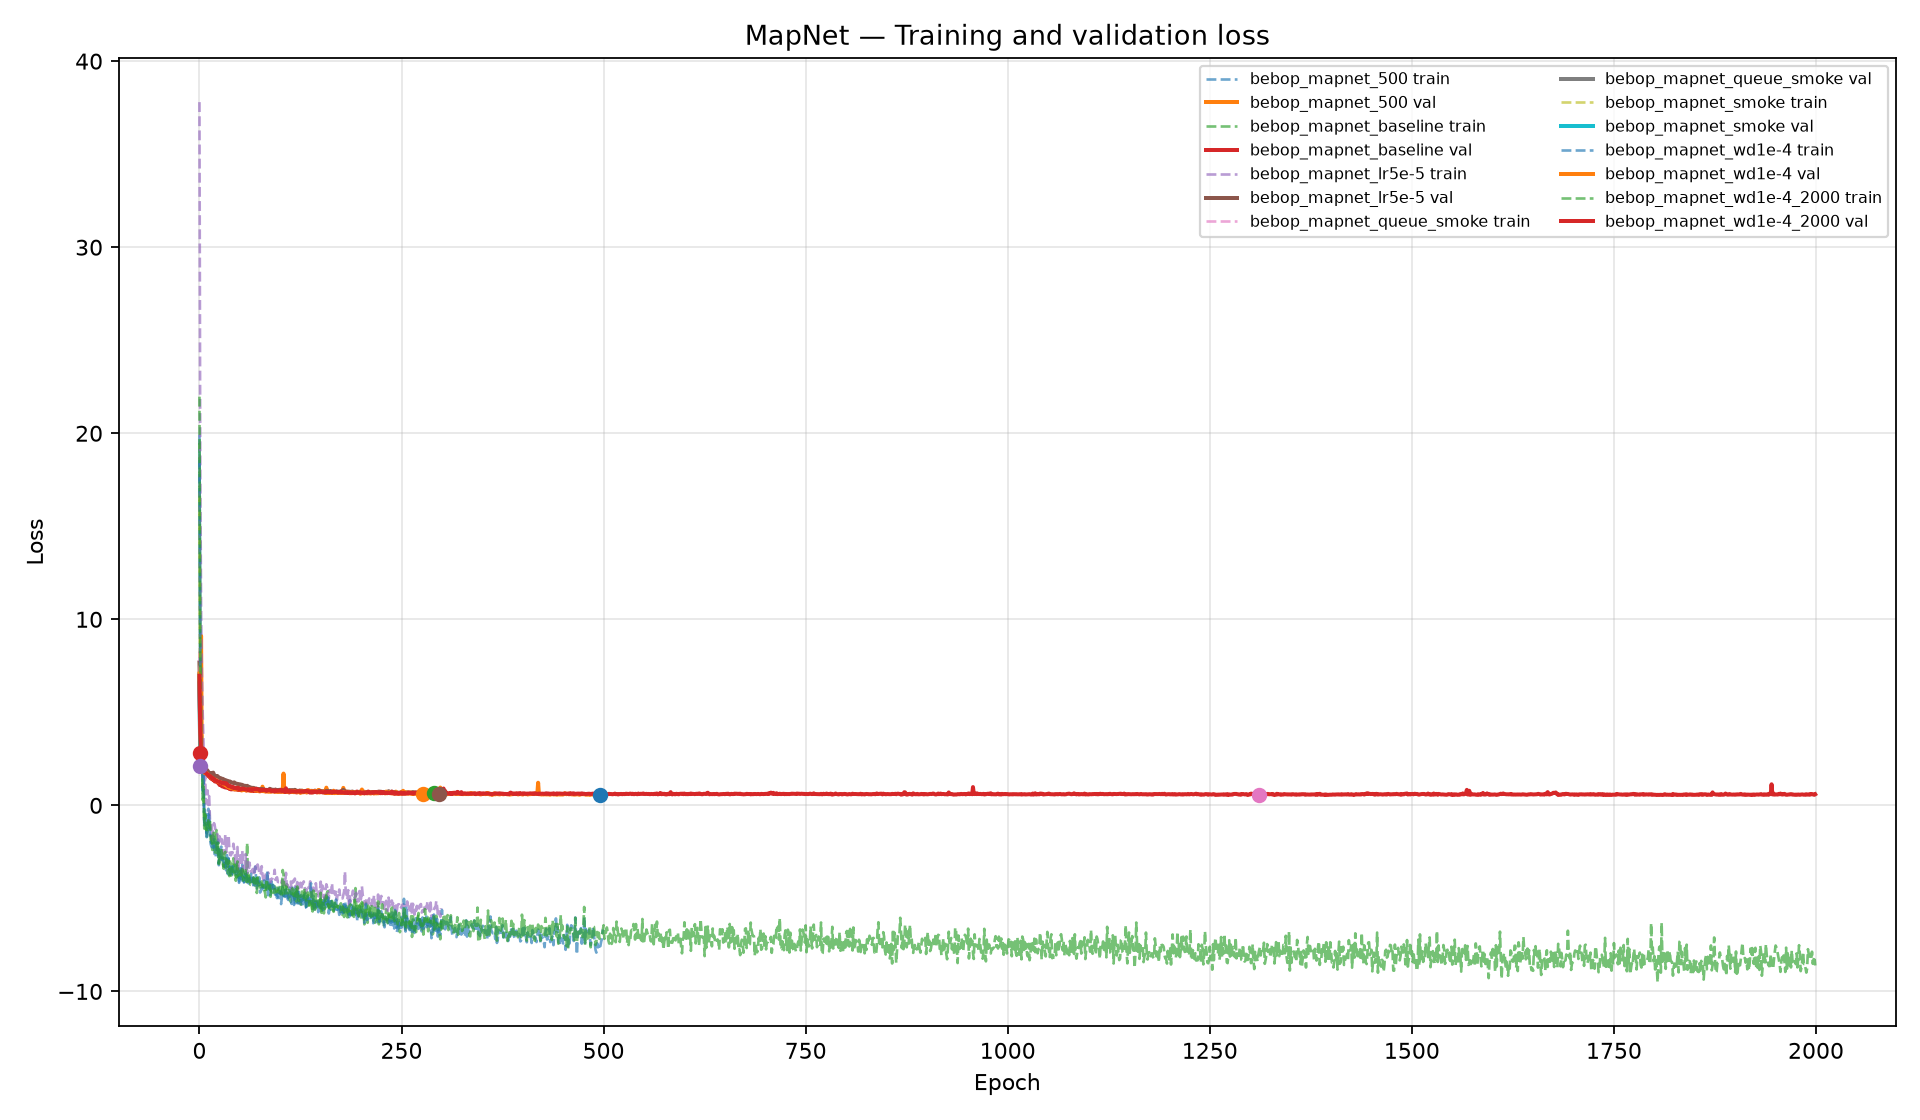 MapNet — Training and validation loss
40
30
20
10
0
−10
Loss
bebop_mapnet_500 train
bebop_mapnet_500 val
bebop_mapnet_baseline train
bebop_mapnet_baseline val
bebop_mapnet_lr5e-5 train
bebop_mapnet_lr5e-5 val
bebop_mapnet_queue_smoke train
bebop_mapnet_queue_smoke val
bebop_mapnet_smoke train
bebop_mapnet_smoke val
bebop_mapnet_wd1e-4 train
bebop_mapnet_wd1e-4 val
bebop_mapnet_wd1e-4_2000 train
bebop_mapnet_wd1e-4_2000 val
0 250 500 750 1000 1250 1500 1750 2000
Epoch